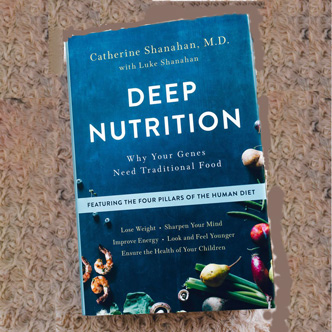 Catherine Shanahan, M.D.
with Luke Shanahan
DEEP
NUTRITION
Why Your Genes
Need Traditional Food
FEATURING THE FOUR PILLARS OF THE HUMAN DIET
Lose Weight • Sharpen Your Mind
Improve Energy • Look and Feel Younger
Ensure the Health of Your Children